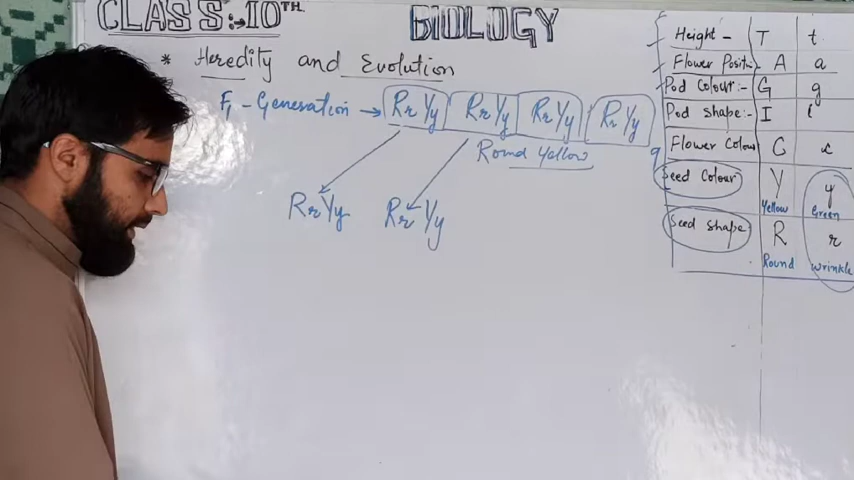 CLASS:-10TH.
BIOLOGY
* Heredity and Evolution
F1 - Generation → RrYy RrYy RrYy RrYy
Round Yellow
RrYy RrYy
Height - T t
Flower Posit:- A a
Pod Colour:- G g
Pod shape:- I i
Flower Colour C c
Seed Colour Y y
Yellow Green
Seed shape R r
Round wrinkle